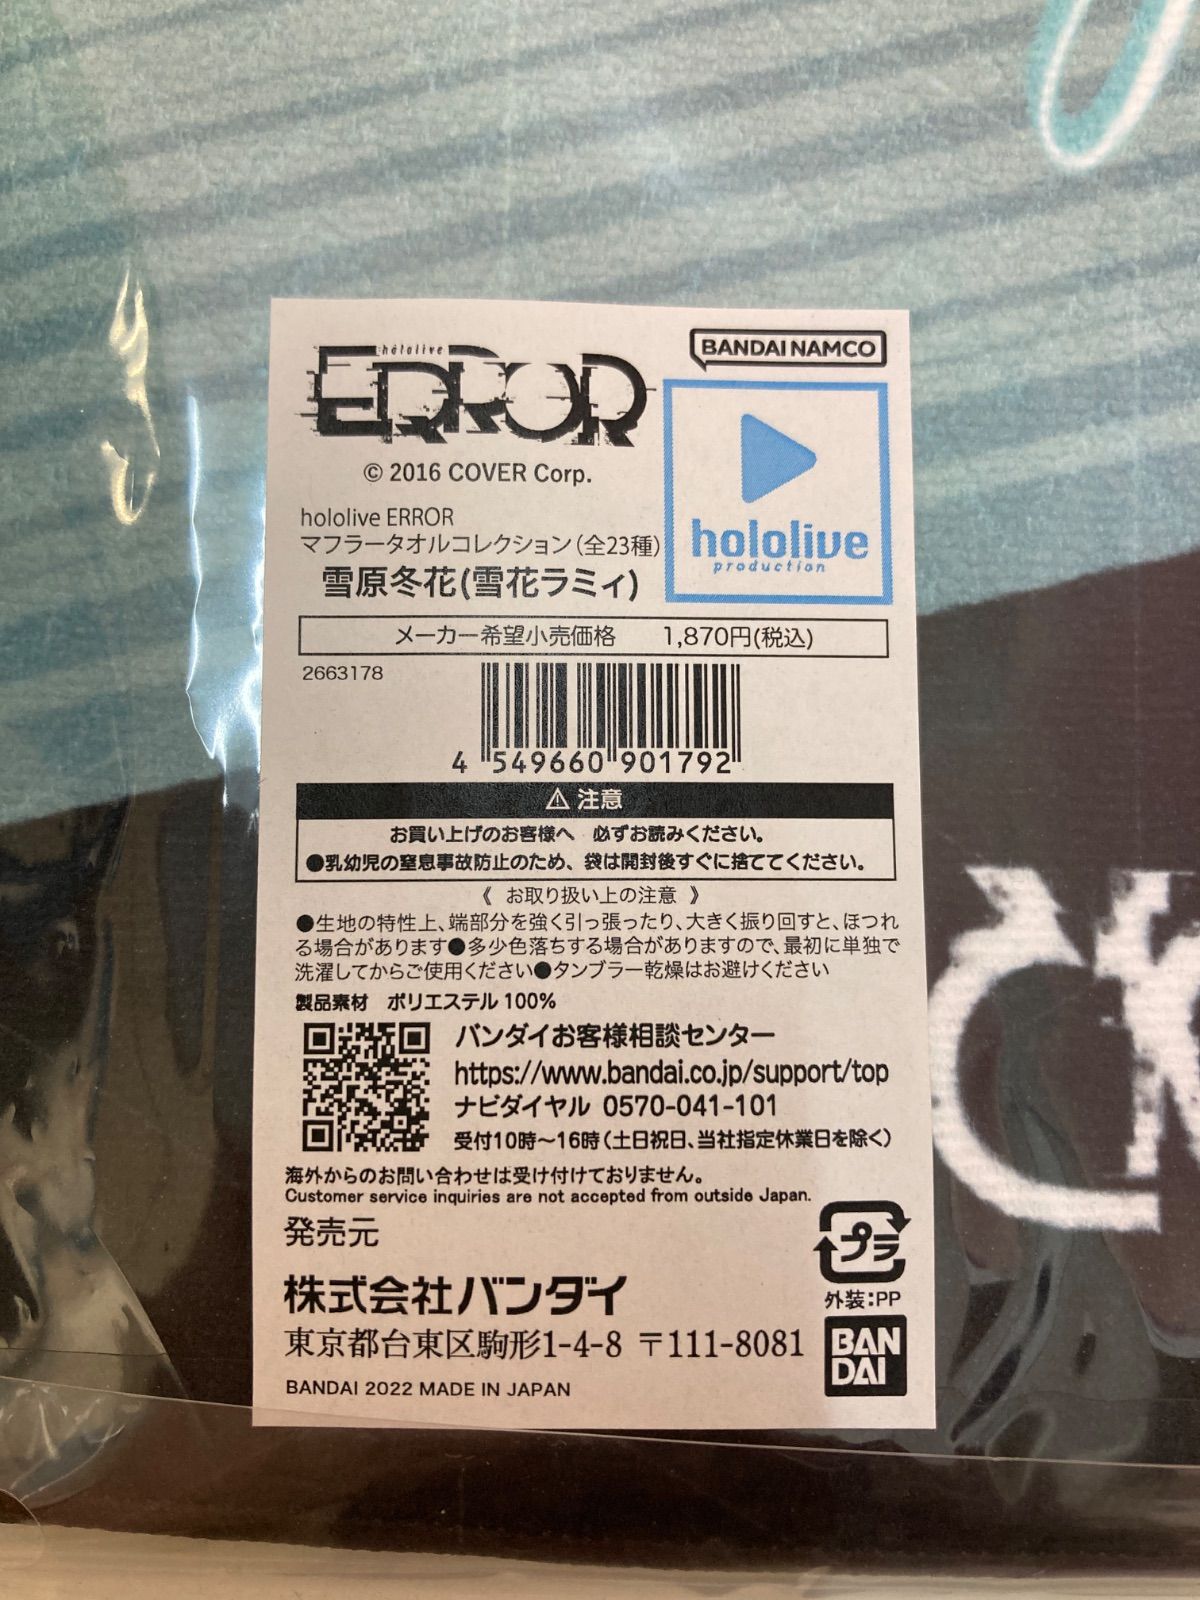 hololive
ERROR
© 2016 COVER Corp.
BANDAI NAMCO
hololive
production
hololive ERROR
マフラータオルコレクション(全23種)
雪原冬花(雪花ラミィ)
メーカー希望小売価格 1,870円(税込)
2663178
4 549660 901792
⚠ 注意
お買い上げのお客様へ 必ずお読みください。
●乳幼児の窒息事故防止のため、袋は開封後すぐに捨ててください。
《 お取り扱い上の注意 》
●生地の特性上、端部分を強く引っ張ったり、大きく振り回すと、ほつれ
る場合があります●多少色落ちする場合がありますので、最初に単独で
洗濯してからご使用ください●タンブラー乾燥はお避けください
製品素材 ポリエステル100%
バンダイお客様相談センター
https://www.bandai.co.jp/support/top
ナビダイヤル 0570-041-101
受付10時～16時(土日祝日、当社指定休業日を除く)
海外からのお問い合わせは受け付けておりません。
Customer service inquiries are not accepted from outside Japan.
発売元
株式会社バンダイ
東京都台東区駒形1-4-8 〒111-8081
BANDAI 2022 MADE IN JAPAN
プラ
外装:PP
BAN
DAI